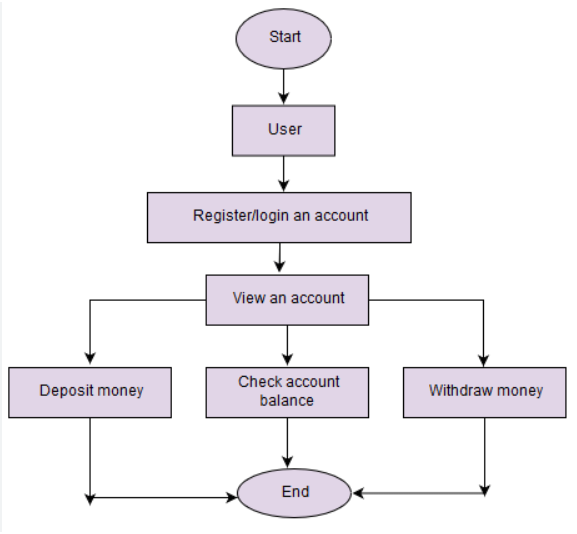 Start
User
Register/login an account
View an account
Deposit money
Check account
balance
Withdraw money
End